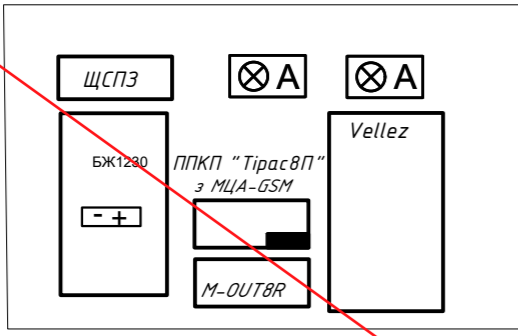 ЩСПЗ
A
A
БЖ1230
- +
ППКП "Тірас8П"
з МЦА-GSM
Vellez
M-OUT8R